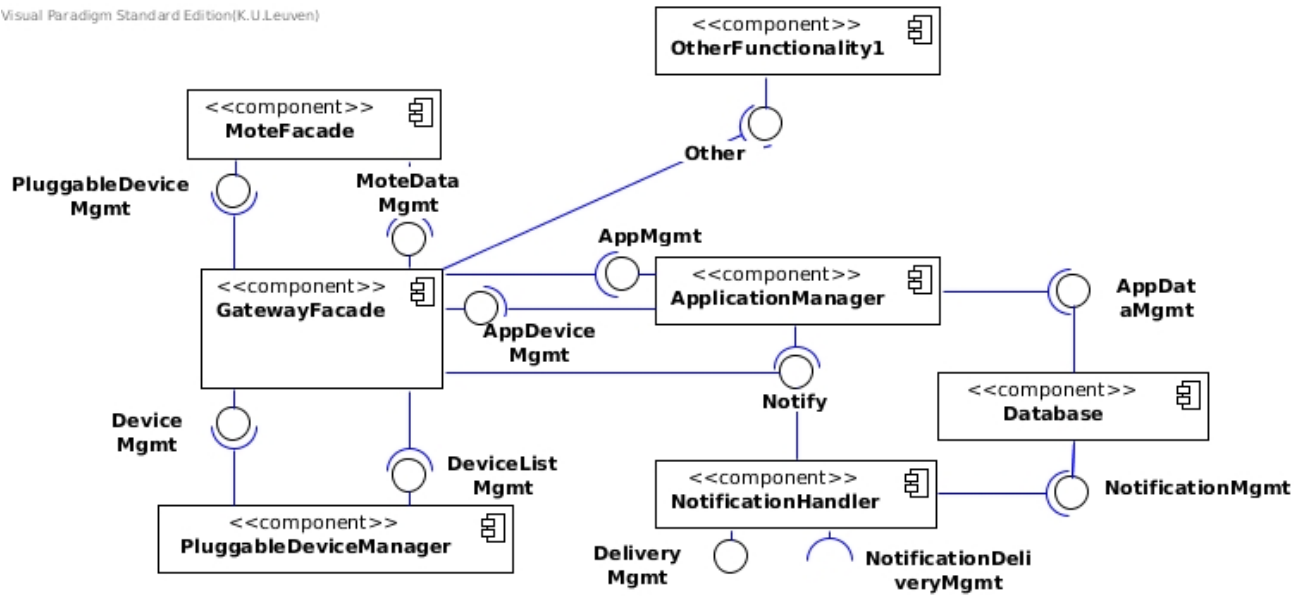 Visual Paradigm Standard Edition(K.U.Leuven)
<<component>>
OtherFunctionality1
<<component>>
MoteFacade
Other
PluggableDevice
Mgmt
MoteData
Mgmt
AppMgmt
<<component>>
GatewayFacade
<<component>>
ApplicationManager
AppDat
aMgmt
AppDevice
Mgmt
Notify
<<component>>
Database
Device
Mgmt
DeviceList
Mgmt
<<component>>
NotificationHandler
NotificationMgmt
<<component>>
PluggableDeviceManager
Delivery
Mgmt
NotificationDeli
veryMgmt